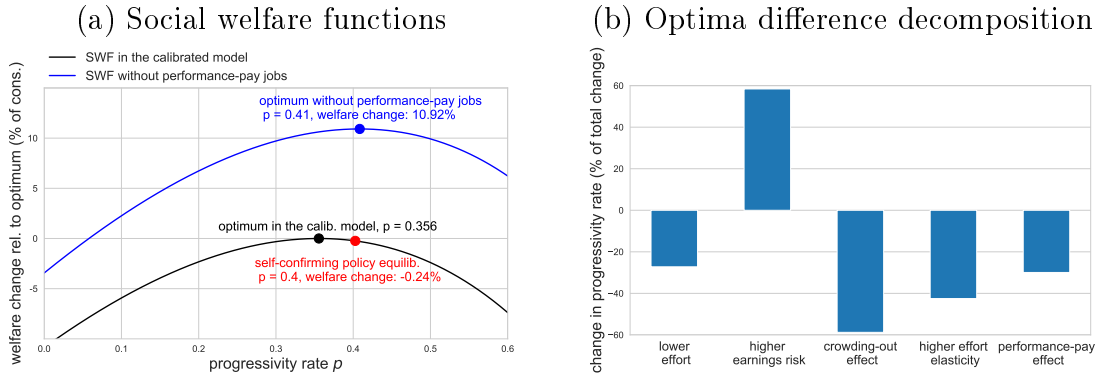 (a) Social welfare functions
SWF in the calibrated model
SWF without performance-pay jobs
welfare change rel. to optimum (% of cons.)
10
5
0
-5
optimum without performance-pay jobs
p = 0.41, welfare change: 10.92%
optimum in the calib. model, p = 0.356
self-confirming policy equilib.
p = 0.4, welfare change: -0.24%
0.0 0.1 0.2 0.3 0.4 0.5 0.6
progressivity rate p
(b) Optima difference decomposition
change in progressivity rate (% of total change)
60
40
20
0
−20
−40
−60
lower
effort
higher
earnings risk
crowding-out
effect
higher effort
elasticity
performance-pay
effect